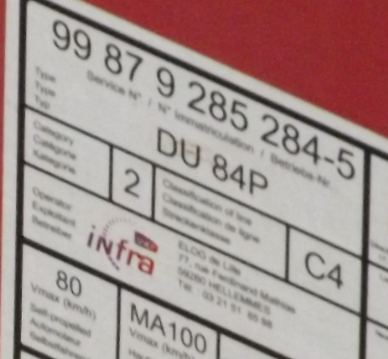 99 87 9 285 284-5
Type
Type
Typ
Service N° / N° Immatriculation / Betriebs-Nr.
DU 84P
Category
Catégorie
Kategorie
2
Classification of line
Classification de ligne
Streckenklasse
C4
Operator
Exploitant
Betreiber
SNCF
infra
ELOG de Lille
77, rue Ferdinand Mathias
59260 HELLEMMES
80
Vmax (km/h)
Self-propelled
Automoteur
MA100
Vmax (km/h)